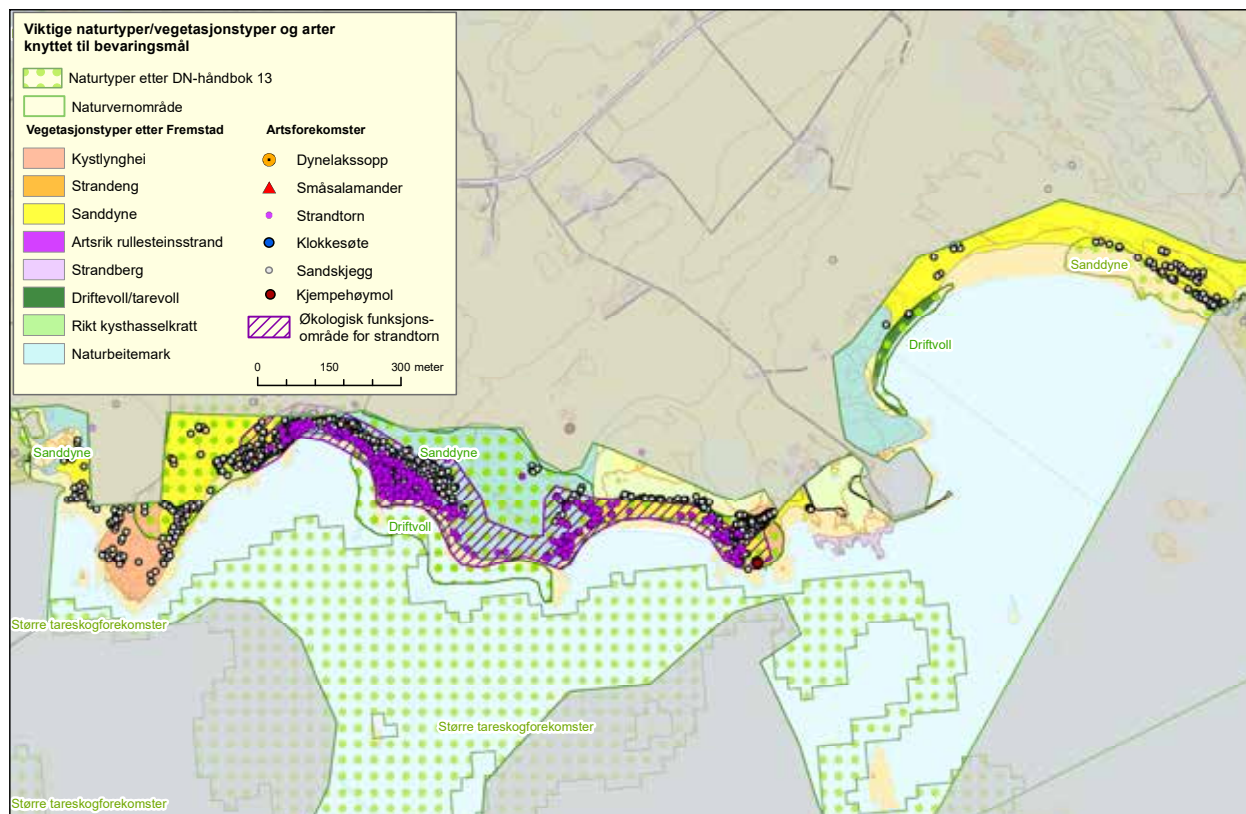 Viktige naturtyper/vegetasjonstyper og arter
knyttet til bevaringsmål
Naturtyper etter DN-håndbok 13
Naturvernområde
Vegetasjonstyper etter Fremstad
Kystlynghei
Strandeng
Sanddyne
Artsrik rullesteinsstrand
Strandberg
Driftevoll/tarevoll
Rikt kysthasselkratt
Naturbeitemark
Artsforekomster
Dynelakssopp
Småsalamander
Strandtorn
Klokkesøte
Sandskjegg
Kjempehøymol
Økologisk funksjons-
område for strandtorn
0 150 300 meter
Sanddyne
Driftvoll
Sanddyne
Sanddyne
Driftvoll
Større tareskogforekomster
Større tareskogforekomster
Større tareskogforekomster